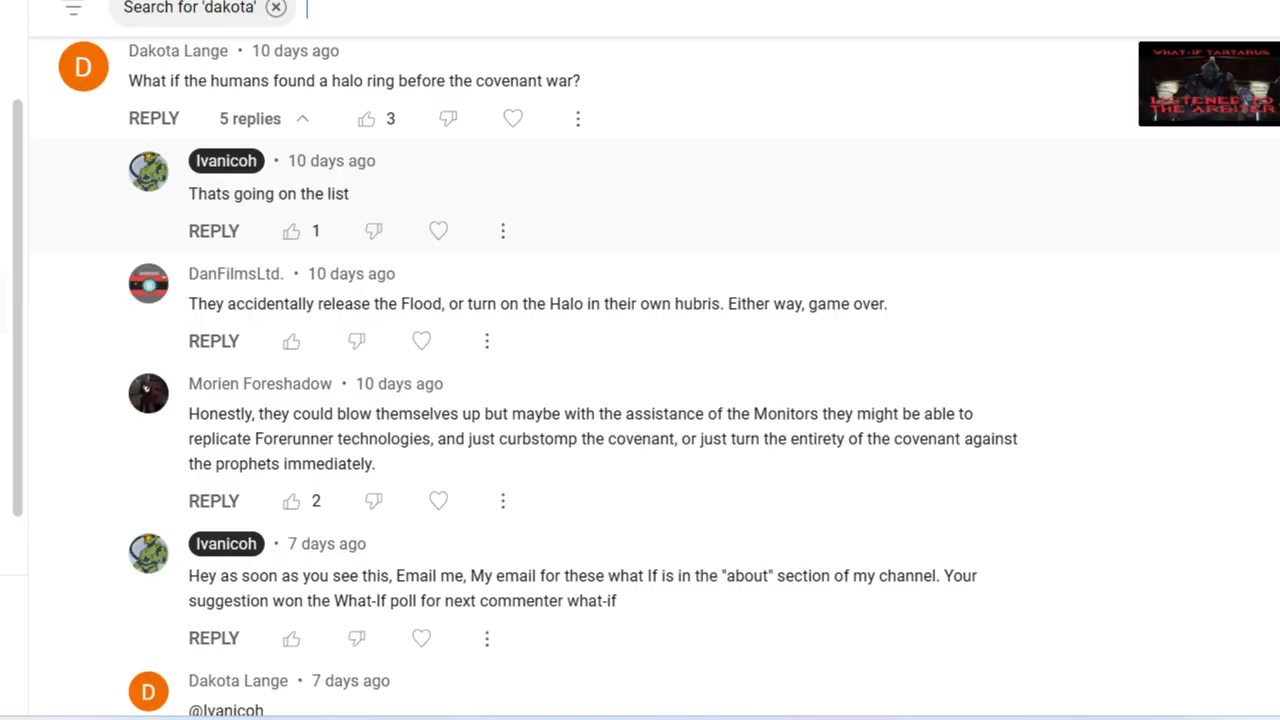 Search for 'dakota'
Dakota Lange • 10 days ago
What if the humans found a halo ring before the covenant war?
REPLY 5 replies 3
WHAT-IF TARTARUS
LISTENED TO
THE ARBITER
Ivanicoh • 10 days ago
Thats going on the list
REPLY 1
DanFilmsLtd. • 10 days ago
They accidentally release the Flood, or turn on the Halo in their own hubris. Either way, game over.
REPLY
Morien Foreshadow • 10 days ago
Honestly, they could blow themselves up but maybe with the assistance of the Monitors they might be able to
replicate Forerunner technologies, and just curbstomp the covenant, or just turn the entirety of the covenant against
the prophets immediately.
REPLY 2
Ivanicoh • 7 days ago
Hey as soon as you see this, Email me, My email for these what If is in the "about" section of my channel. Your
suggestion won the What-If poll for next commenter what-if
REPLY
Dakota Lange • 7 days ago
@Ivanicoh
D
D